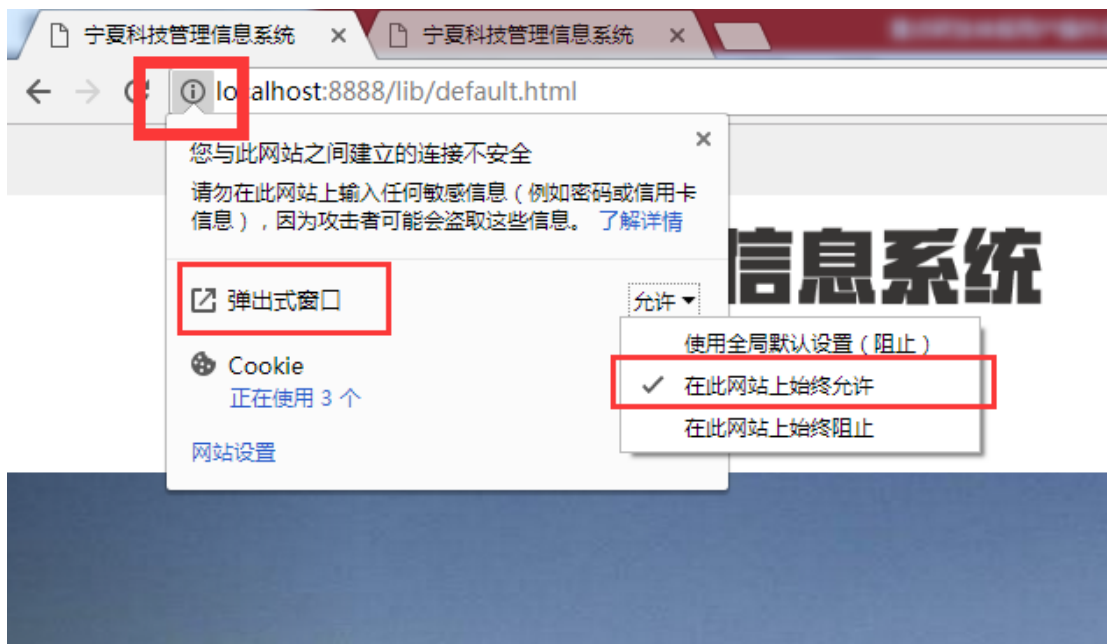 宁夏科技管理信息系统
宁夏科技管理信息系统
localhost:8888/lib/default.html
您与此网站之间建立的连接不安全
请勿在此网站上输入任何敏感信息（例如密码或信用卡
信息），因为攻击者可能会盗取这些信息。 了解详情
信息系统
弹出式窗口
允许
使用全局默认设置（阻止）
Cookie
正在使用 3 个
在此网站上始终允许
在此网站上始终阻止
网站设置